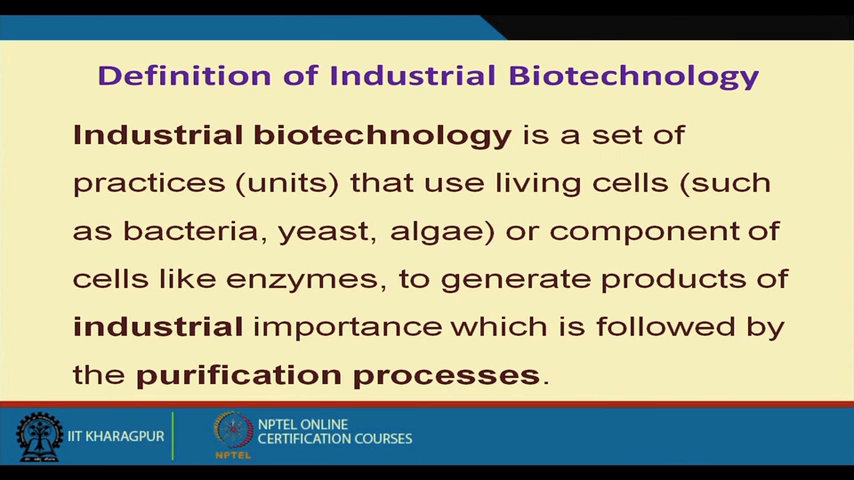 Definition of Industrial Biotechnology
Industrial biotechnology is a set of
practices (units) that use living cells (such
as bacteria, yeast, algae) or component of
cells like enzymes, to generate products of
industrial importance which is followed by
the purification processes.
IIT KHARAGPUR
NPTEL
NPTEL ONLINE
CERTIFICATION COURSES